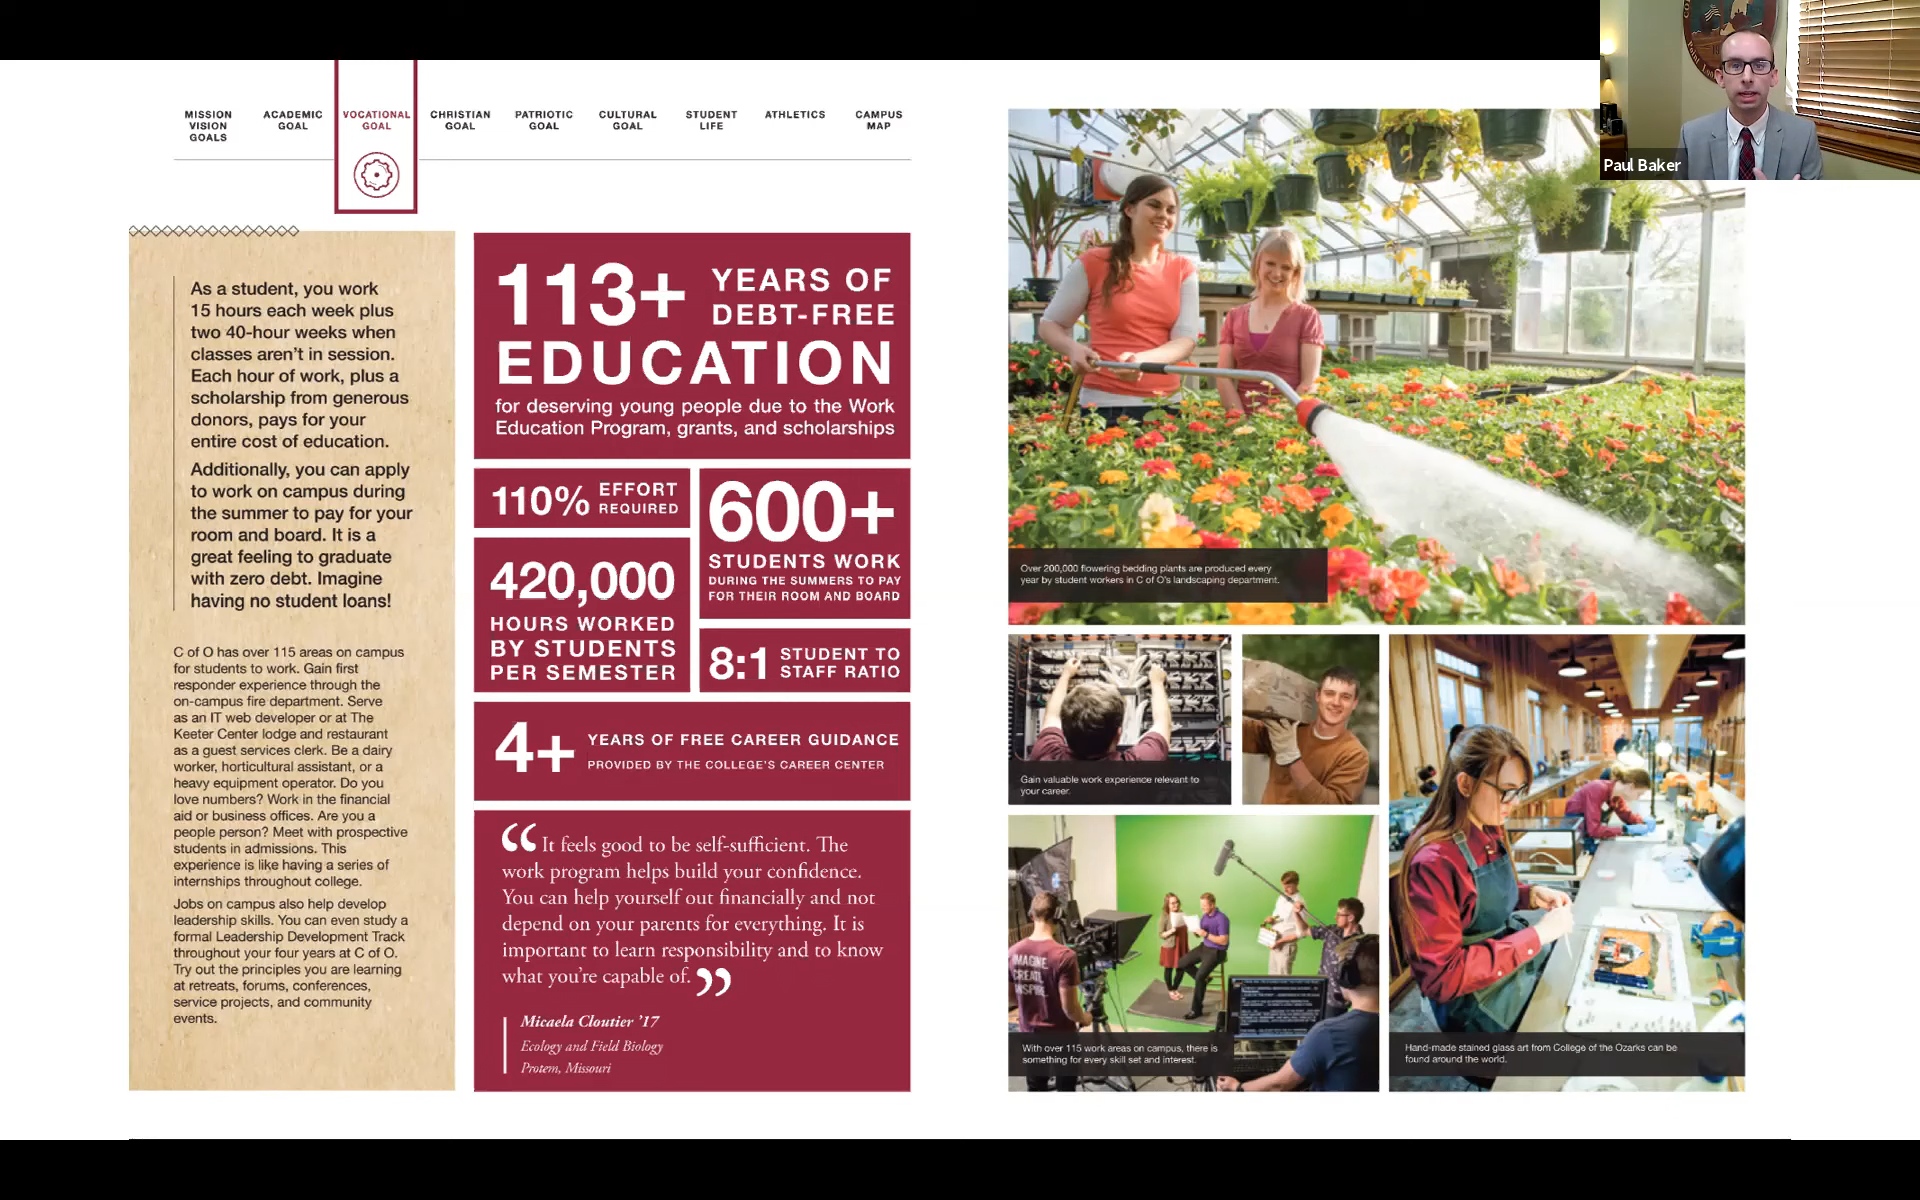 MISSION
VISION
GOALS
ACADEMIC
GOAL
VOCATIONAL
GOAL
CHRISTIAN
GOAL
PATRIOTIC
GOAL
CULTURAL
GOAL
STUDENT
LIFE
ATHLETICS
CAMPUS
MAP
Paul Baker
As a student, you work
15 hours each week plus
two 40-hour weeks when
classes aren't in session.
Each hour of work, plus a
scholarship from generous
donors, pays for your
entire cost of education.
Additionally, you can apply
to work on campus during
the summer to pay for your
room and board. It is a
great feeling to graduate
with zero debt. Imagine
having no student loans!
C of O has over 115 areas on campus
for students to work. Gain first
responder experience through the
on-campus fire department. Serve
as an IT web developer or at The
Keeter Center lodge and restaurant
as a guest services clerk. Be a dairy
worker, horticultural assistant, or a
heavy equipment operator. Do you
love numbers? Work in the financial
aid or business offices. Are you a
people person? Meet with prospective
students in admissions. This
experience is like having a series of
internships throughout college.
Jobs on campus also help develop
leadership skills. You can even study a
formal Leadership Development Track
throughout your four years at C of O.
Try out the principles you are learning
at retreats, forums, conferences,
service projects, and community
events.
113+ YEARS OF
DEBT-FREE
EDUCATION
for deserving young people due to the Work
Education Program, grants, and scholarships
110% EFFORT
REQUIRED
600+
STUDENTS WORK
DURING THE SUMMERS TO PAY
FOR THEIR ROOM AND BOARD
420,000
HOURS WORKED
BY STUDENTS
PER SEMESTER
8:1 STUDENT TO
STAFF RATIO
4+ YEARS OF FREE CAREER GUIDANCE
PROVIDED BY THE COLLEGE'S CAREER CENTER
“It feels good to be self-sufficient. The
work program helps build your confidence.
You can help yourself out financially and not
depend on your parents for everything. It is
important to learn responsibility and to know
what you're capable of.”
Micaela Cloutier '17
Ecology and Field Biology
Protem, Missouri
Over 200,000 flowering bedding plants are produced every
year by student workers in C of O's landscaping department.
Gain valuable work experience relevant to
your career.
IMAGINE
CREATE
INSPIRE
With over 115 work areas on campus, there is
something for every skill set and interest.
Hand-made stained glass art from College of the Ozarks can be
found around the world.